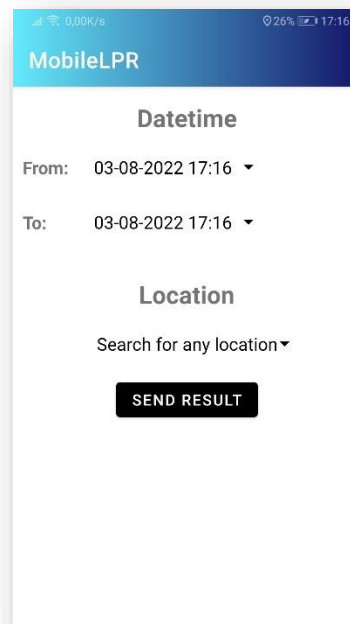 0,00K/s 26% 17:16
MobileLPR
Datetime
From: 03-08-2022 17:16
To: 03-08-2022 17:16
Location
Search for any location
SEND RESULT